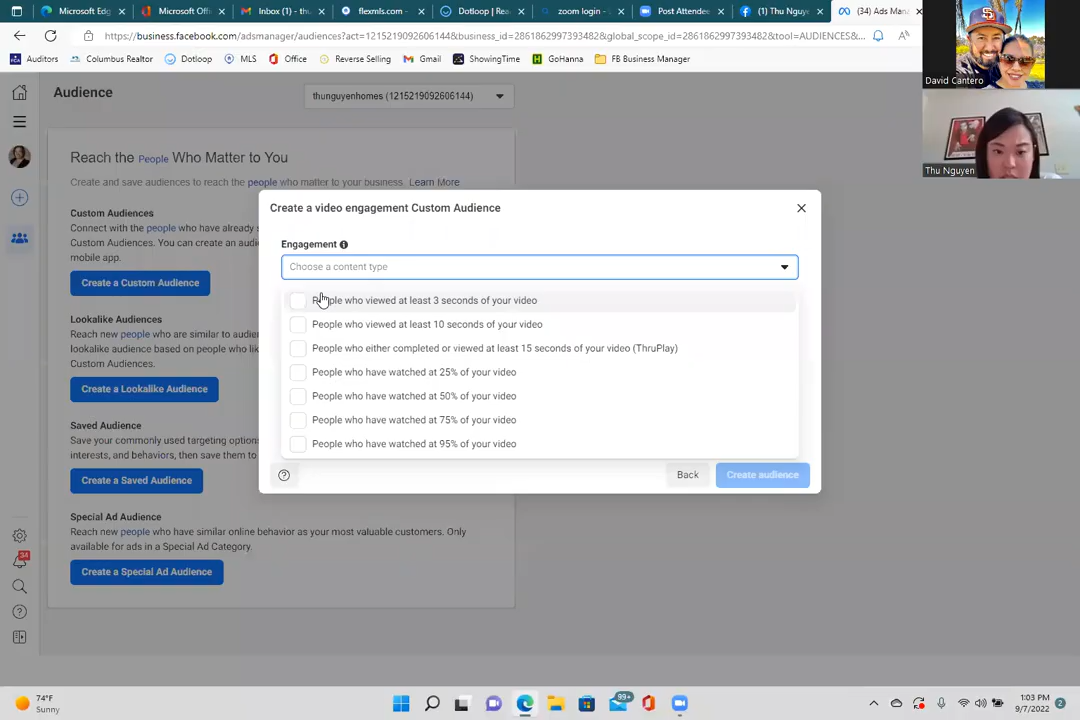 Microsoft Edg
Microsoft Offi
Inbox (1) - thu
flexmls.com -
Dotloop | Rea
zoom login -
Post Attendee
(1) Thu Nguye
(34) Ads Mana
https://business.facebook.com/adsmanager/audiences?act=1215219092606144&business_id=2861862997393482&global_scope_id=2861862997393482&tool=AUDIENCES&...
Auditors
Columbus Realtor
Dotloop
MLS
Office
Reverse Selling
Gmail
ShowingTime
GoHanna
FB Business Manager
David Cantero
Thu Nguyen
Audience
thunguyenhomes (1215219092606144)
Reach the People Who Matter to You
Create and save audiences to reach the people who matter to your business. Learn More
Custom Audiences
Connect with the people who have already
Custom Audiences. You can create an audi
mobile app.
Create a Custom Audience
Lookalike Audiences
Reach new people who are similar to audien
lookalike audience based on people who lik
Custom Audiences.
Create a Lookalike Audience
Saved Audience
Save your commonly used targeting option
interests, and behaviors, then save them to
Create a Saved Audience
Special Ad Audience
Reach new people who have similar online behavior as your most valuable customers. Only
available for ads in a Special Ad Category.
Create a Special Ad Audience
Create a video engagement Custom Audience
Engagement
Choose a content type
People who viewed at least 3 seconds of your video
People who viewed at least 10 seconds of your video
People who either completed or viewed at least 15 seconds of your video (ThruPlay)
People who have watched at 25% of your video
People who have watched at 50% of your video
People who have watched at 75% of your video
People who have watched at 95% of your video
Back
Create audience
34
74°F
Sunny
99+
1:03 PM
9/7/2022
2